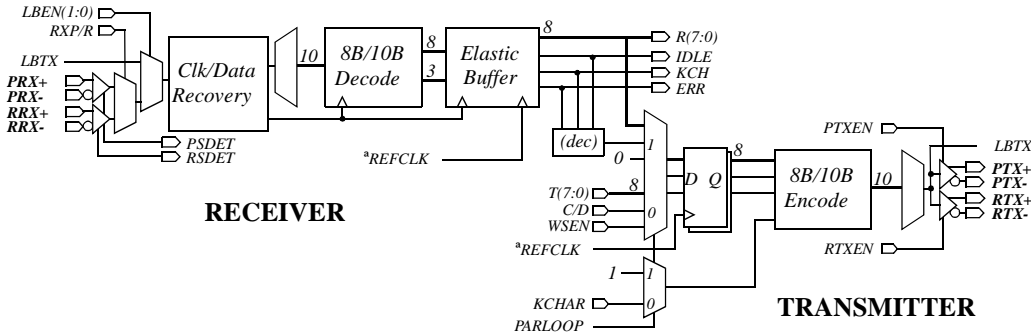 LBEN(1:0)
RXP/R
LBTX
PRX+
PRX-
RRX+
RRX-
Clk/Data
Recovery
10
8B/10B
Decode
8
3
Elastic
Buffer
8
R(7:0)
IDLE
KCH
ERR
PSDET
RSDET
ªREFCLK
(dec)
RECEIVER
1
0
T(7:0)
8
C/D
0
WSEN
ªREFCLK
D Q
8
8B/10B
Encode
10
PTXEN
LBTX
PTX+
PTX-
RTX+
RTX-
RTXEN
1
1
KCHAR
0
PARLOOP
TRANSMITTER